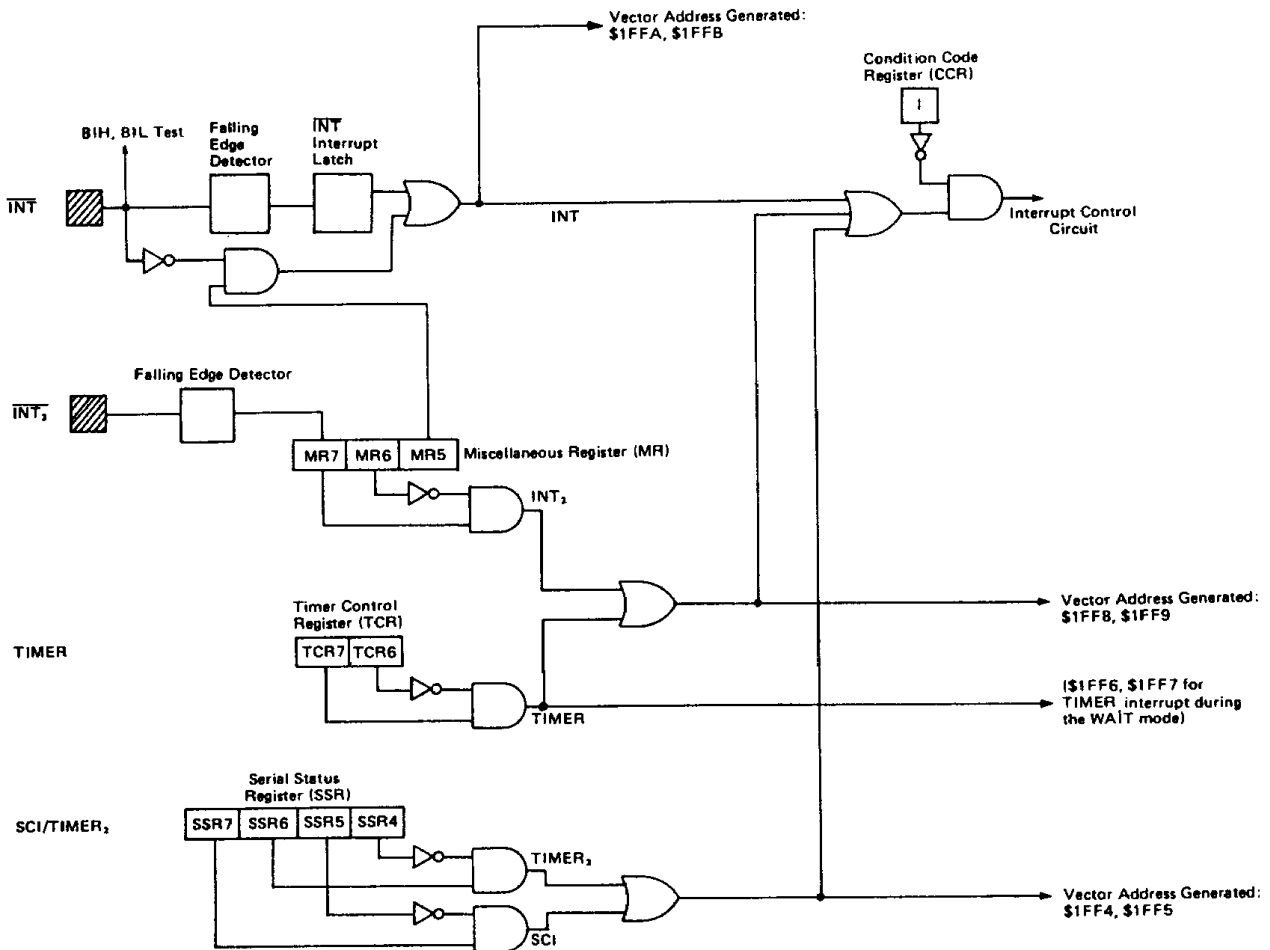 Vector Address Generated:
$1FFA, $1FFB
Condition Code
Register (CCR)
I
BIH, BIL Test
Falling
Edge
Detector
INT
Interrupt
Latch
INT
INT
Interrupt Control
Circuit
Falling Edge Detector
INT₂
MR7 MR6 MR5 Miscellaneous Register (MR)
INT₂
Timer Control
Register (TCR)
Vector Address Generated:
$1FF8, $1FF9
TIMER
TCR7 TCR6
TIMER
($1FF6, $1FF7 for
TIMER interrupt during
the WAIT mode)
Serial Status
Register (SSR)
SCI/TIMER₂
SSR7 SSR6 SSR5 SSR4
TIMER₂
SCI
Vector Address Generated:
$1FF4, $1FF5